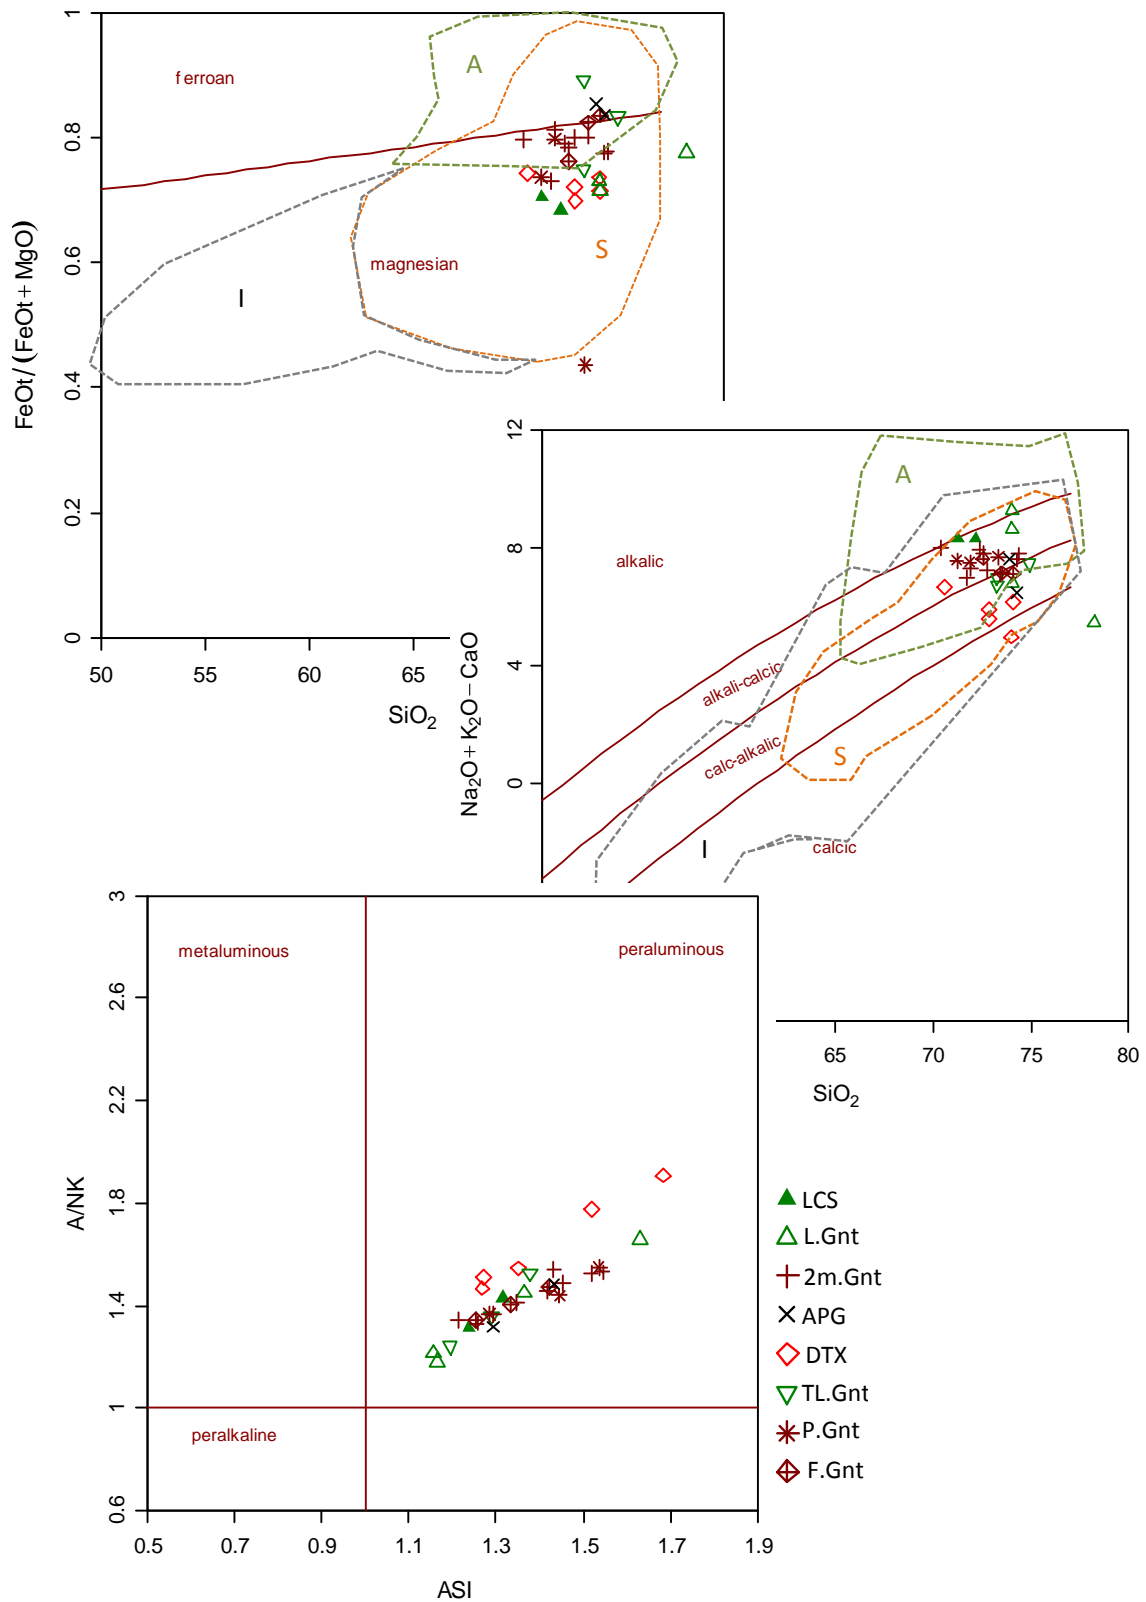 1
A
ferroan
0.8
0.6
magnesian
S
I
0.4
0.2
0
FeOt/(FeOt+MgO)
50
55
60
65
SiO2
12
A
8
alkalic
4
alkali-calcic
calc-alkalic
S
0
I
calcic
Na2O+K2O−CaO
65
70
75
80
SiO2
3
metaluminous
peraluminous
2.6
2.2
1.8
1.4
1
peralkaline
0.6
A/NK
0.5
0.7
0.9
1.1
1.3
1.5
1.7
1.9
ASI
LCS
L.Gnt
2m.Gnt
APG
DTX
TL.Gnt
P.Gnt
F.Gnt